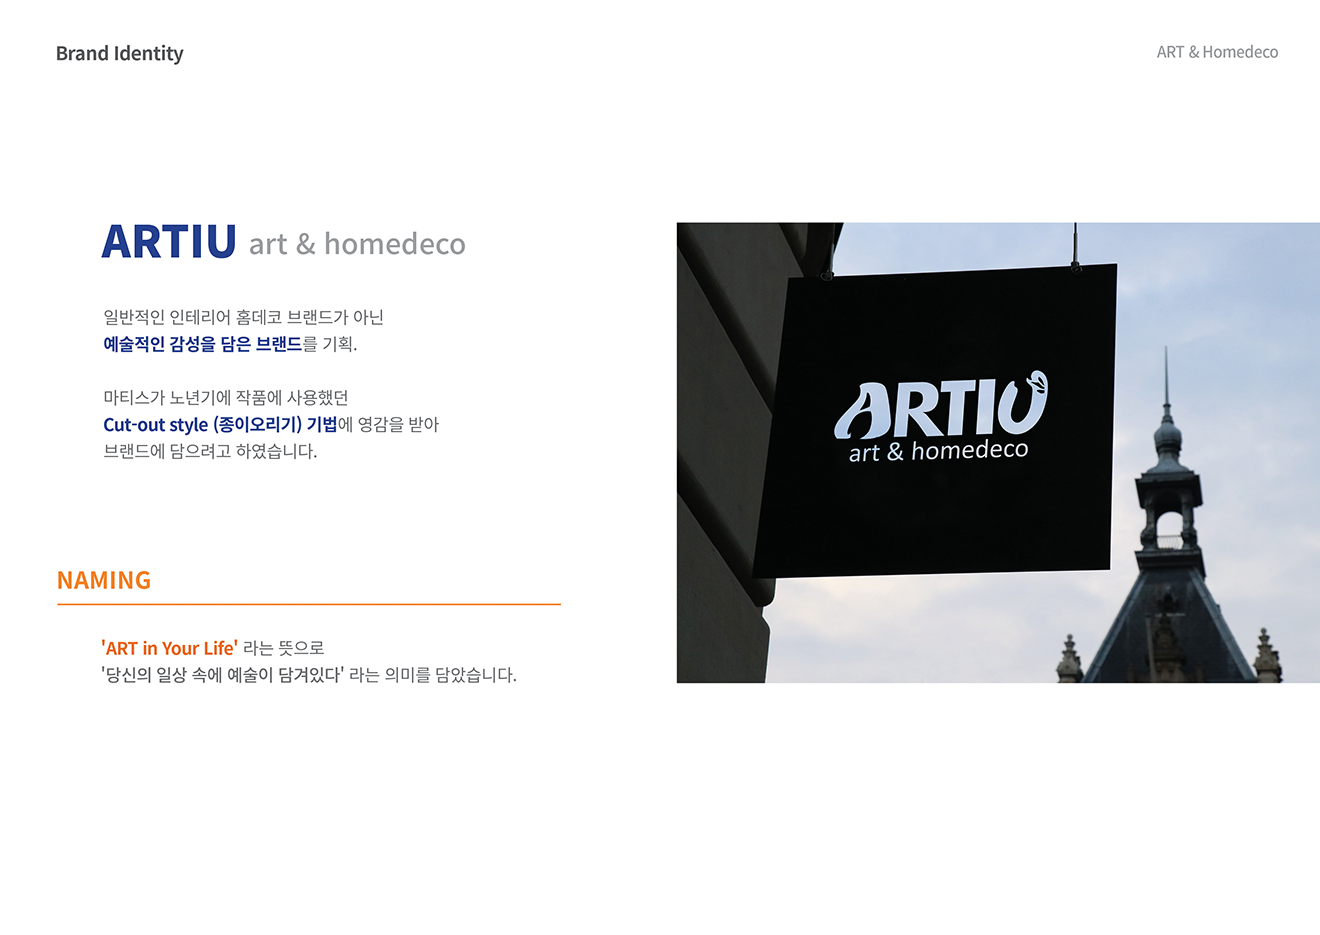 Brand Identity
ART & Homedeco
ARTIU art & homedeco
일반적인 인테리어 홈데코 브랜드가 아닌
예술적인 감성을 담은 브랜드를 기획.
마티스가 노년기에 작품에 사용했던
Cut-out style (종이오리기) 기법에 영감을 받아
브랜드에 담으려고 하였습니다.
NAMING
'ART in Your Life' 라는 뜻으로
'당신의 일상 속에 예술이 담겨있다' 라는 의미를 담았습니다.
ARTIU
art & homedeco